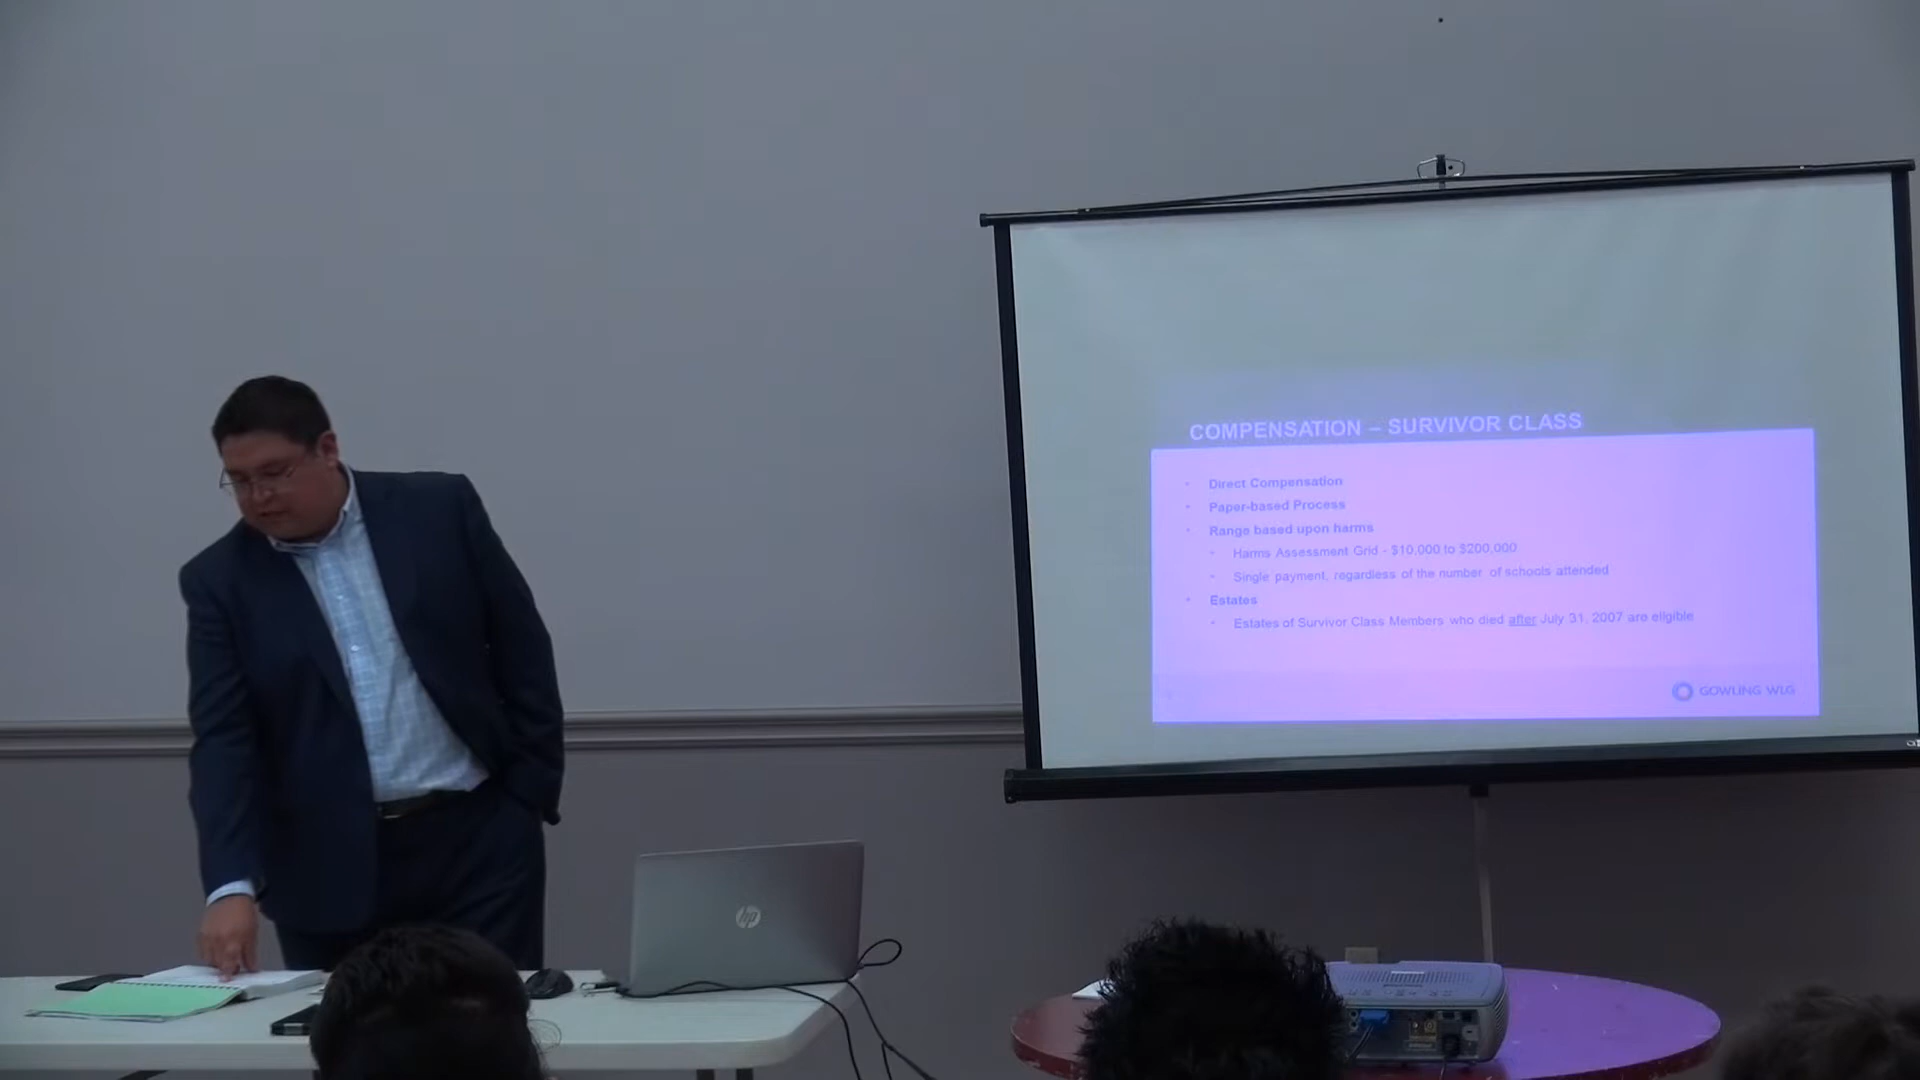 COMPENSATION – SURVIVOR CLASS
Direct Compensation
Paper-based Process
Range based upon harms
Harms Assessment Grid - $10,000 to $200,000
Single payment, regardless of the number of schools attended
Estates
Estates of Survivor Class Members who died after July 31, 2007 are eligible
GOWLING WLG
hp